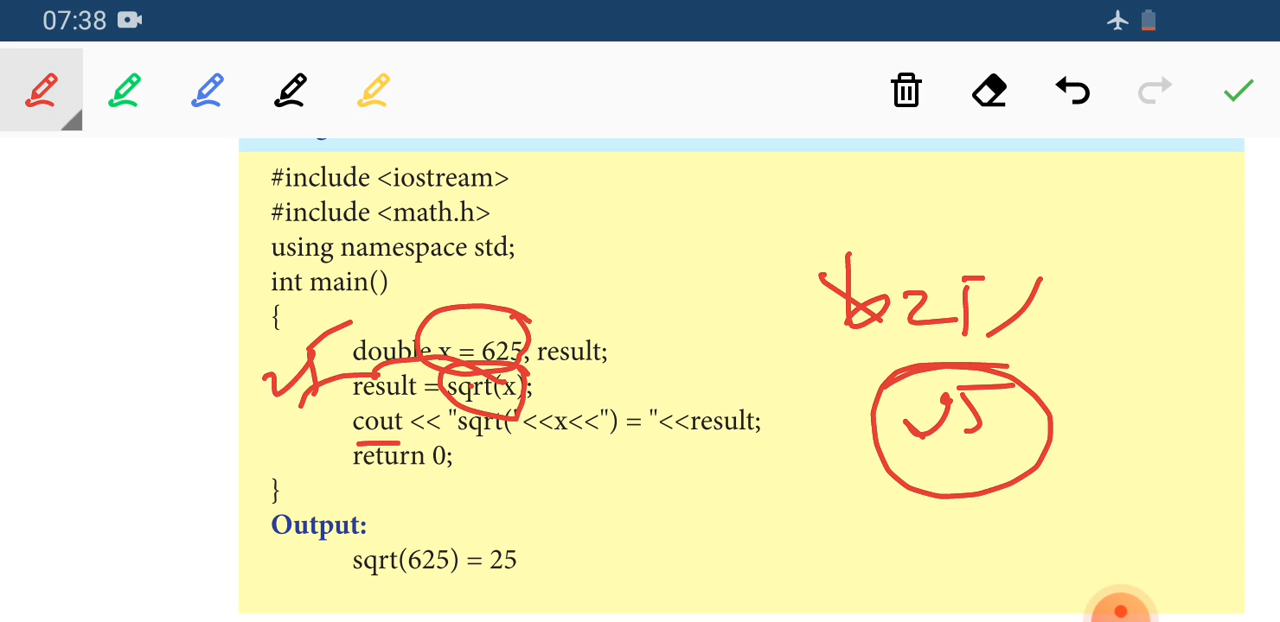 07:38
#include <iostream>
#include <math.h>
using namespace std;
int main()
{
double x = 625, result;
result = sqrt(x);
cout << "sqrt("<<x<<") = "<<result;
return 0;
}
Output:
sqrt(625) = 25